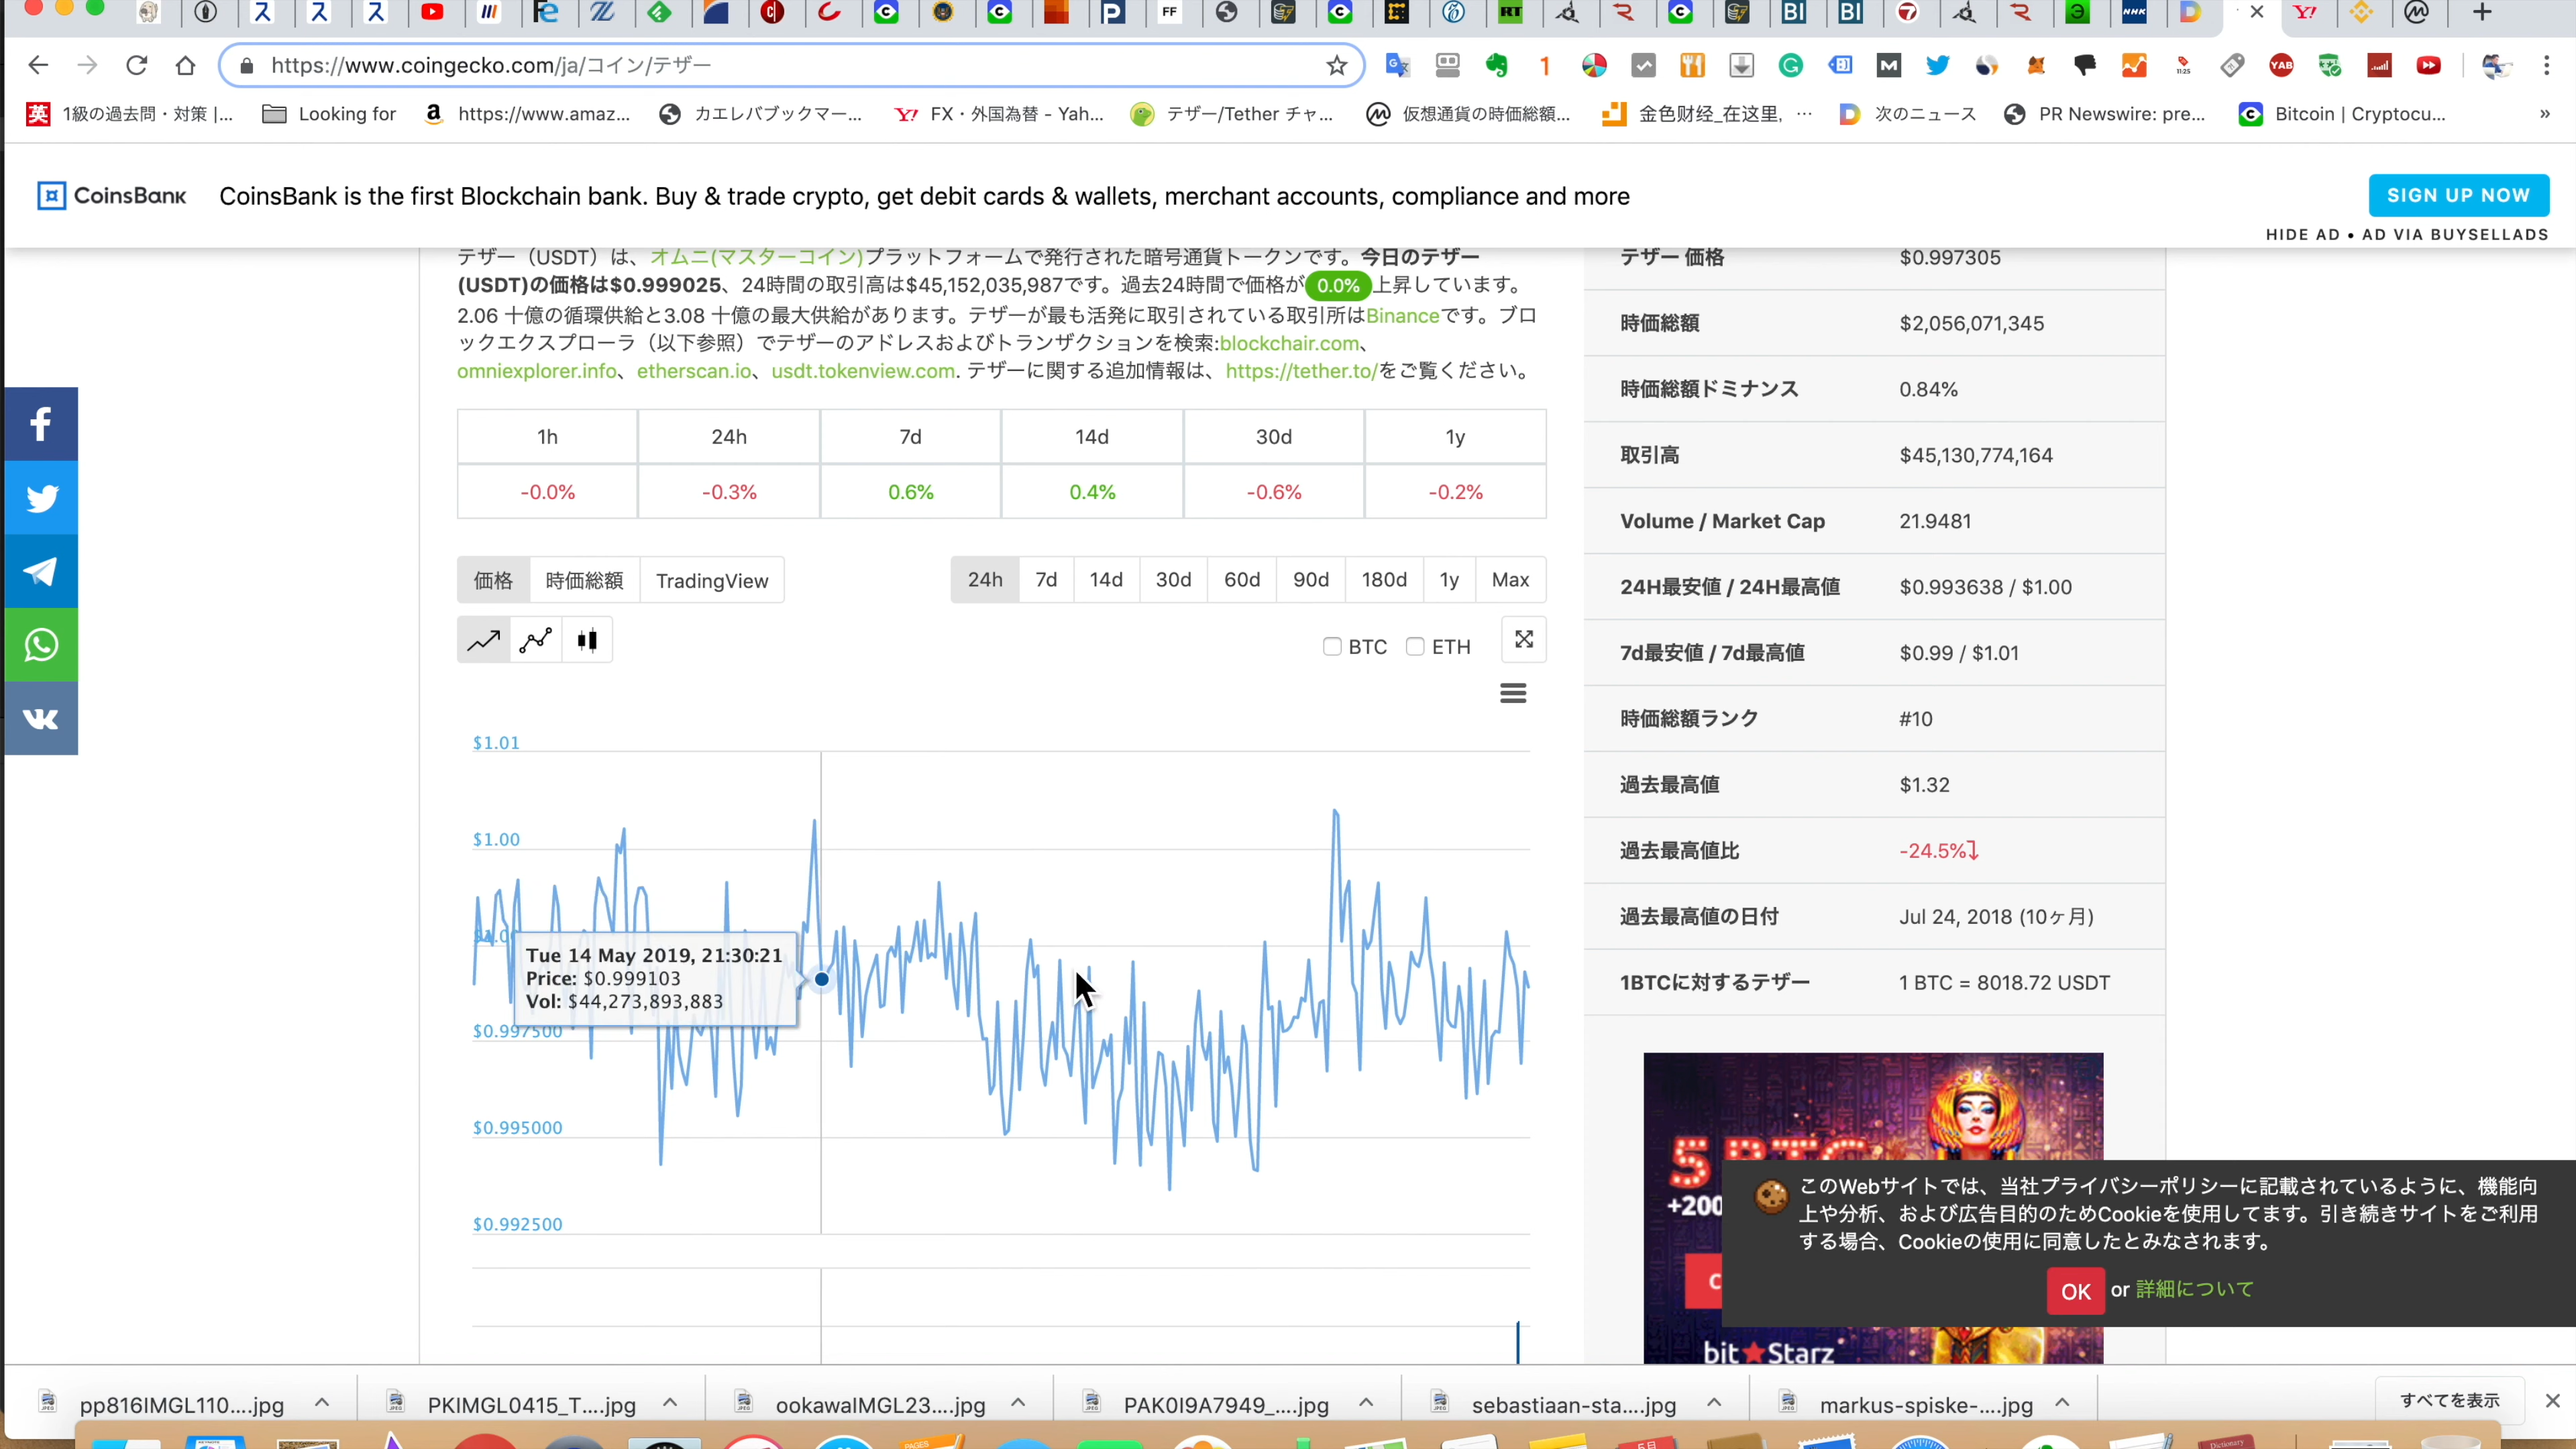 https://www.coingecko.com/ja/コイン/テザー
1級の過去問・対策 |...
Looking for
https://www.amaz...
カエレバブックマー...
FX・外国為替 - Yah...
テザー/Tether チャ...
仮想通貨の時価総額...
金色财经_在这里, ...
次のニュース
PR Newswire: pre...
Bitcoin | Cryptocu...
CoinsBank
CoinsBank is the first Blockchain bank. Buy & trade crypto, get debit cards & wallets, merchant accounts, compliance and more
SIGN UP NOW
HIDE AD • AD VIA BUYSELLADS
テザー（USDT）は、オムニ(マスターコイン)プラットフォームで発行された暗号通貨トークンです。今日のテザー
(USDT)の価格は$0.999025、24時間の取引高は$45,152,035,987です。過去24時間で価格が0.0%上昇しています。
2.06 十億の循環供給と3.08 十億の最大供給があります。テザーが最も活発に取引されている取引所はBinanceです。ブロ
ックエクスプローラ（以下参照）でテザーのアドレスおよびトランザクションを検索:blockchair.com、
omniexplorer.info、etherscan.io、usdt.tokenview.com. テザーに関する追加情報は、https://tether.to/をご覧ください。
1h 24h 7d 14d 30d 1y
-0.0% -0.3% 0.6% 0.4% -0.6% -0.2%
価格 時価総額 TradingView
24h 7d 14d 30d 60d 90d 180d 1y Max
BTC ETH
$1.01
$1.00
Tue 14 May 2019, 21:30:21
Price: $0.999103
Vol: $44,273,893,883
$0.997500
$0.995000
$0.992500
テザー 価格 $0.997305
時価総額 $2,056,071,345
時価総額ドミナンス 0.84%
取引高 $45,130,774,164
Volume / Market Cap 21.9481
24H最安値 / 24H最高値 $0.993638 / $1.00
7d最安値 / 7d最高値 $0.99 / $1.01
時価総額ランク #10
過去最高値 $1.32
過去最高値比 -24.5%
過去最高値の日付 Jul 24, 2018 (10ヶ月)
1BTCに対するテザー 1 BTC = 8018.72 USDT
5 BTC
+200
bit Starz
このWebサイトでは、当社プライバシーポリシーに記載されているように、機能向
上や分析、および広告目的のためCookieを使用してます。引き続きサイトをご利用
する場合、Cookieの使用に同意したとみなされます。
OK or 詳細について
pp816IMGL110....jpg
PKIMGL0415_T....jpg
ookawaIMGL23....jpg
PAK0I9A7949_....jpg
sebastiaan-sta....jpg
markus-spiske-....jpg
すべてを表示